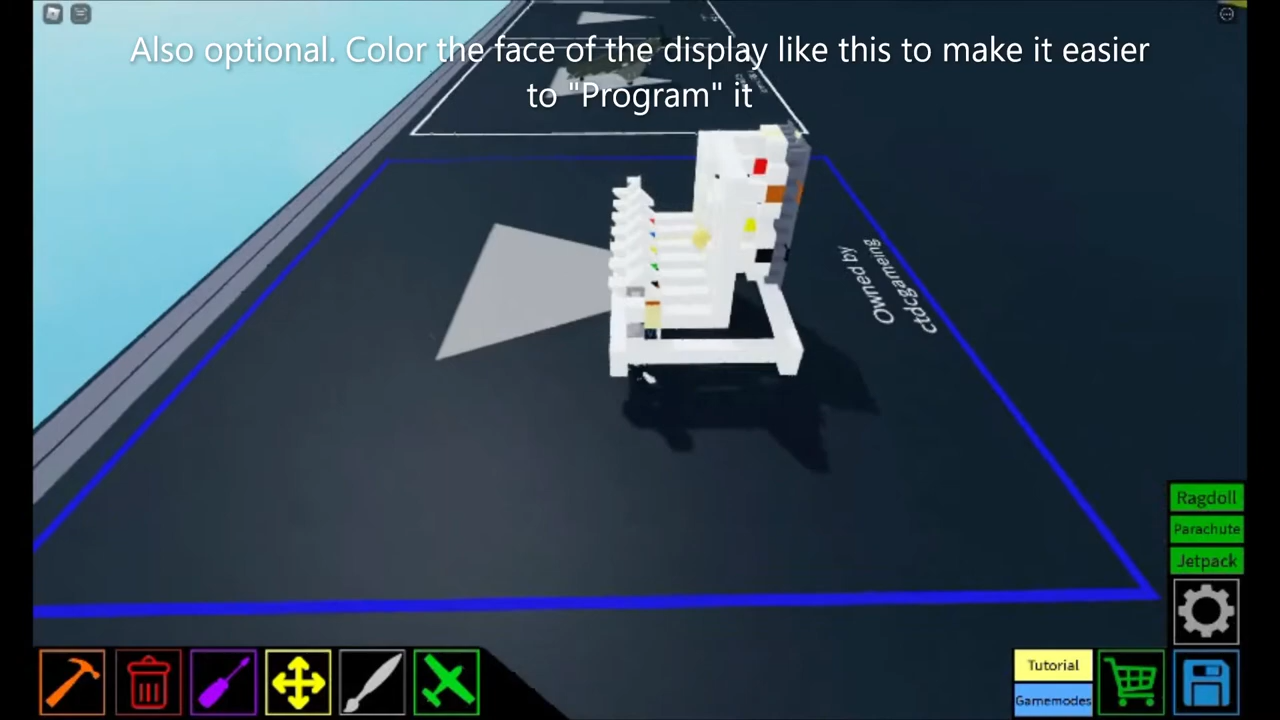 Also optional. Color the face of the display like this to make it easier
to "Program" it
Owned by
ctdcgameing
Ragdoll
Parachute
Jetpack
Tutorial
Gamemodes